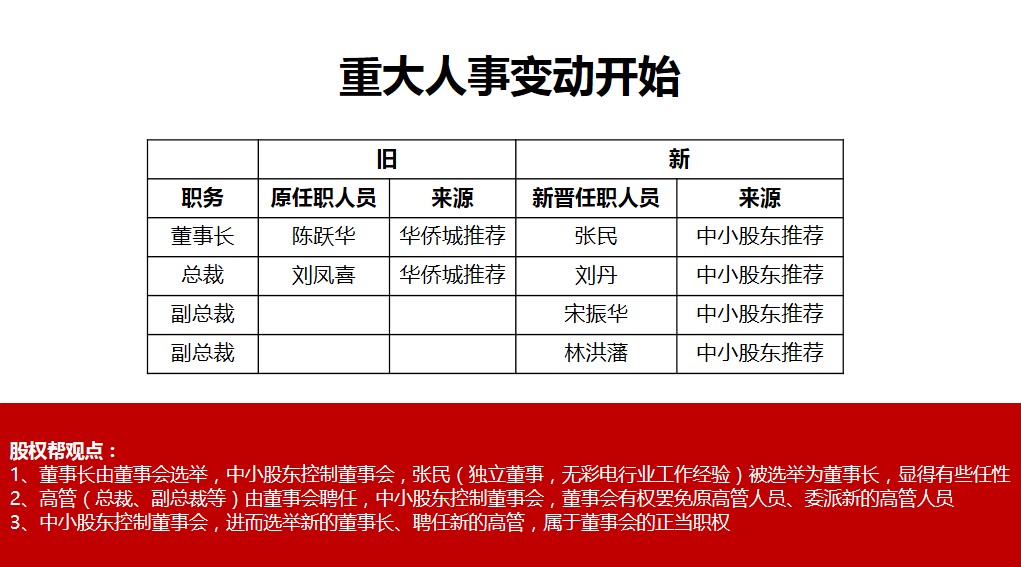 重大人事变动开始
旧 新
职务 原任职人员 来源 新晋任职人员 来源
董事长 陈跃华 华侨城推荐 张民 中小股东推荐
总裁 刘凤喜 华侨城推荐 刘丹 中小股东推荐
副总裁 宋振华 中小股东推荐
副总裁 林洪藩 中小股东推荐
股权帮观点：
1、董事长由董事会选举，中小股东控制董事会，张民（独立董事，无彩电行业工作经验）被选举为董事长，显得有些任性
2、高管（总裁、副总裁等）由董事会聘任，中小股东控制董事会，董事会有权罢免原高管人员、委派新的高管人员
3、中小股东控制董事会，进而选举新的董事长、聘任新的高管，属于董事会的正当职权